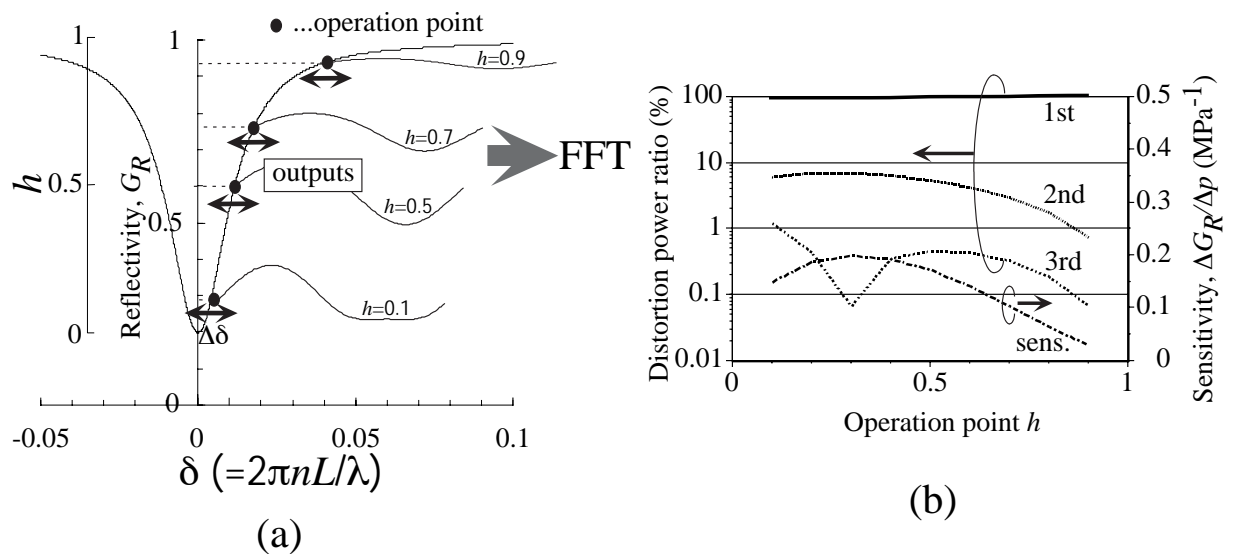 ...operation point
1
0.5
0
h
1
0.5
0
Reflectivity, G_R
h=0.9
h=0.7
outputs
h=0.5
h=0.1
Δδ
FFT
-0.05
0
0.05
0.1
δ (=2πnL/λ)
(a)
Distortion power ratio (%)
100
10
1
0.1
0.01
1st
2nd
3rd
sens.
0.5
0.4
0.3
0.2
0.1
0
Sensitivity, ΔG_R/Δp (MPa⁻¹)
0
0.5
1
Operation point h
(b)